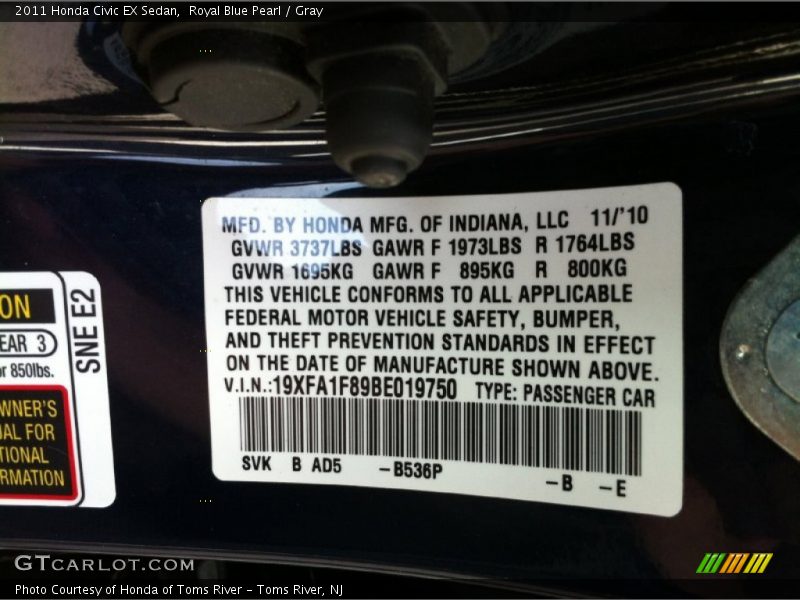 2011 Honda Civic EX Sedan,  Royal Blue Pearl / Gray
MFD. BY HONDA MFG. OF INDIANA, LLC 11/'10
GVWR 3737LBS GAWR F 1973LBS R 1764LBS
GVWR 1695KG GAWR F 895KG R 800KG
THIS VEHICLE CONFORMS TO ALL APPLICABLE
FEDERAL MOTOR VEHICLE SAFETY, BUMPER,
AND THEFT PREVENTION STANDARDS IN EFFECT
ON THE DATE OF MANUFACTURE SHOWN ABOVE.
V.I.N.:19XFA1F89BE019750 TYPE: PASSENGER CAR
SVK B AD5 –B536P
–B –E
ON
EAR 3
or 850lbs.
WNER'S
AL FOR
TIONAL
RMATION
SNE E2
GTCARLOT.COM
Photo Courtesy of Honda of Toms River – Toms River, NJ